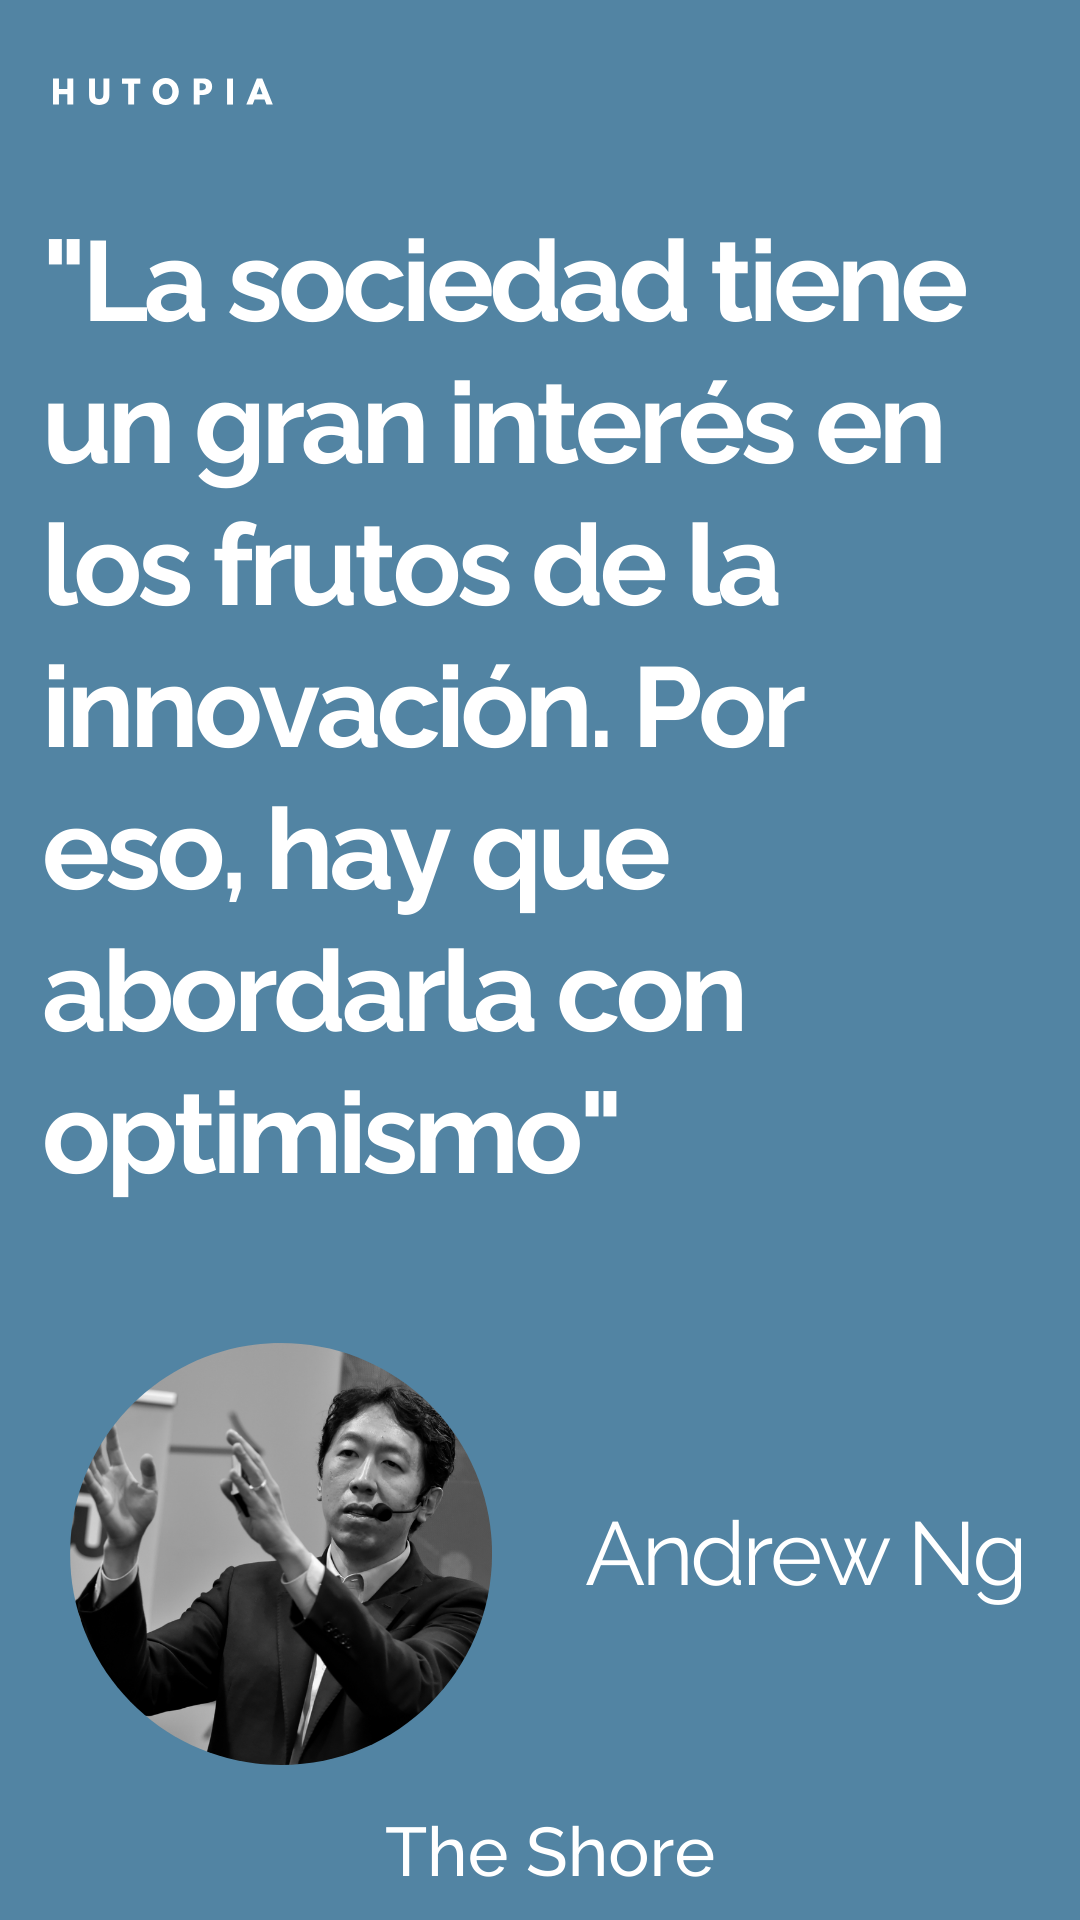 HUTOPIA
"La sociedad tiene
un gran interés en
los frutos de la
innovación. Por
eso, hay que
abordarla con
optimismo"
Andrew Ng
The Shore